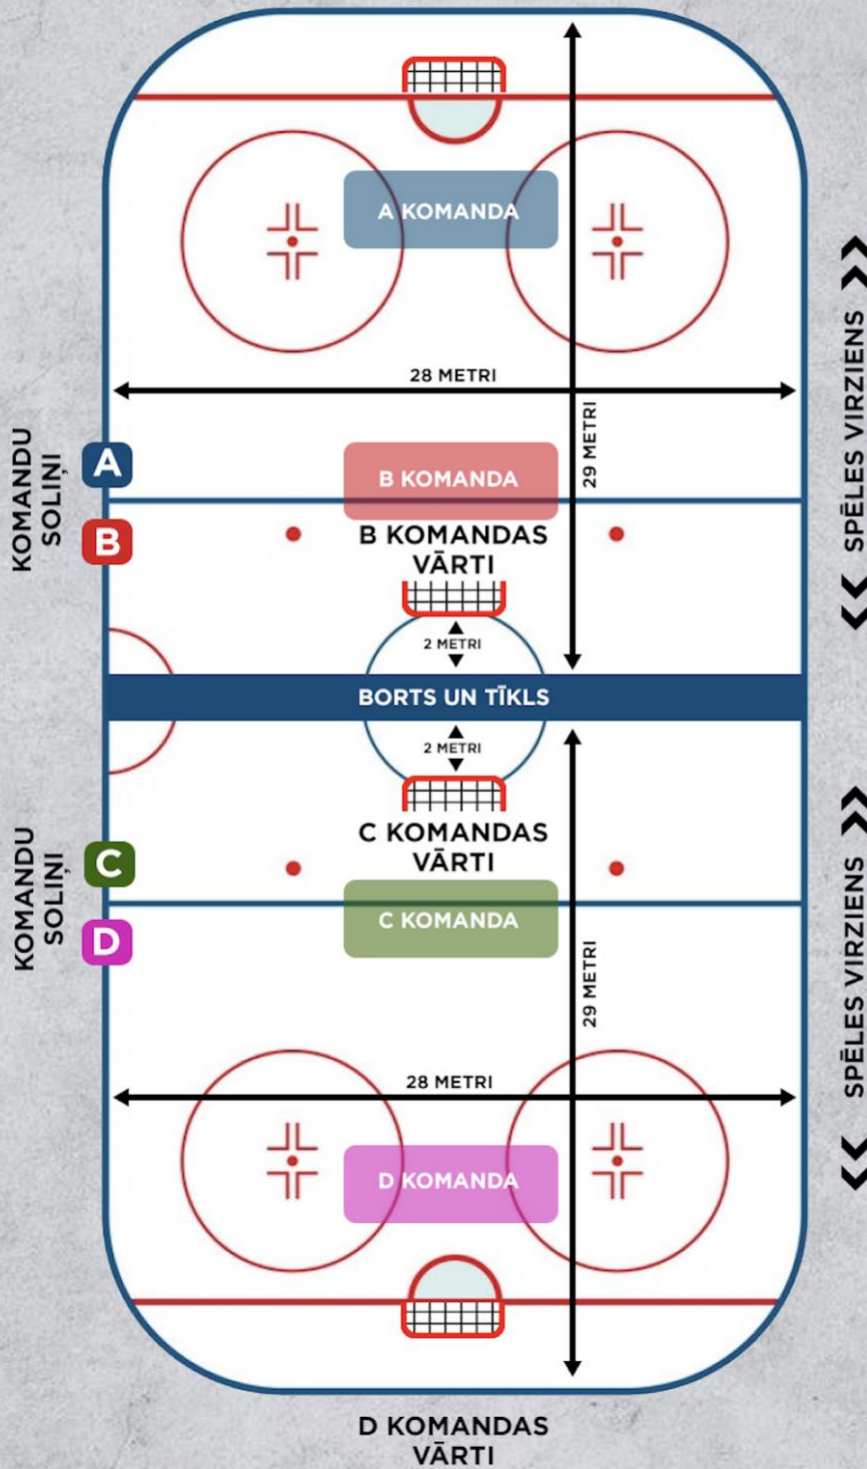 A KOMANDA
28 METRI
29 METRI
SPĒLES VIRZIENS
KOMANDU
SOLIŅI
A
B
B KOMANDA
B KOMANDAS
VĀRTI
2 METRI
BORTS UN TĪKLS
2 METRI
C KOMANDAS
VĀRTI
KOMANDU
SOLIŅI
C
D
C KOMANDA
29 METRI
SPĒLES VIRZIENS
28 METRI
D KOMANDA
D KOMANDAS
VĀRTI